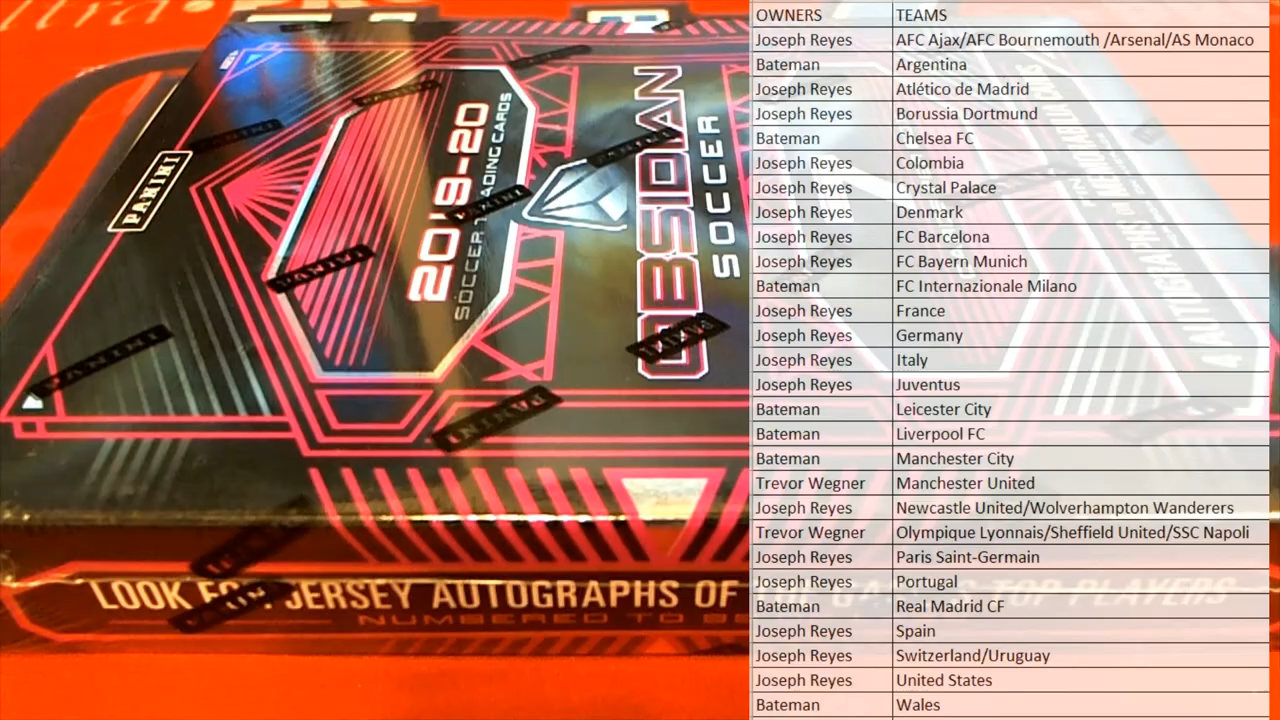 PANINI
2019-20
SOCCER TRADING CARDS
OBSIDIAN
SOCCER
LOOK FOR JERSEY AUTOGRAPHS OF THE GAME'S TOP PLAYERS
NUMBERED TO
OWNERS TEAMS
Joseph Reyes AFC Ajax/AFC Bournemouth /Arsenal/AS Monaco
Bateman Argentina
Joseph Reyes Atlético de Madrid
Joseph Reyes Borussia Dortmund
Bateman Chelsea FC
Joseph Reyes Colombia
Joseph Reyes Crystal Palace
Joseph Reyes Denmark
Joseph Reyes FC Barcelona
Joseph Reyes FC Bayern Munich
Bateman FC Internazionale Milano
Joseph Reyes France
Joseph Reyes Germany
Joseph Reyes Italy
Joseph Reyes Juventus
Bateman Leicester City
Bateman Liverpool FC
Bateman Manchester City
Trevor Wegner Manchester United
Joseph Reyes Newcastle United/Wolverhampton Wanderers
Trevor Wegner Olympique Lyonnais/Sheffield United/SSC Napoli
Joseph Reyes Paris Saint-Germain
Joseph Reyes Portugal
Bateman Real Madrid CF
Joseph Reyes Spain
Joseph Reyes Switzerland/Uruguay
Joseph Reyes United States
Bateman Wales